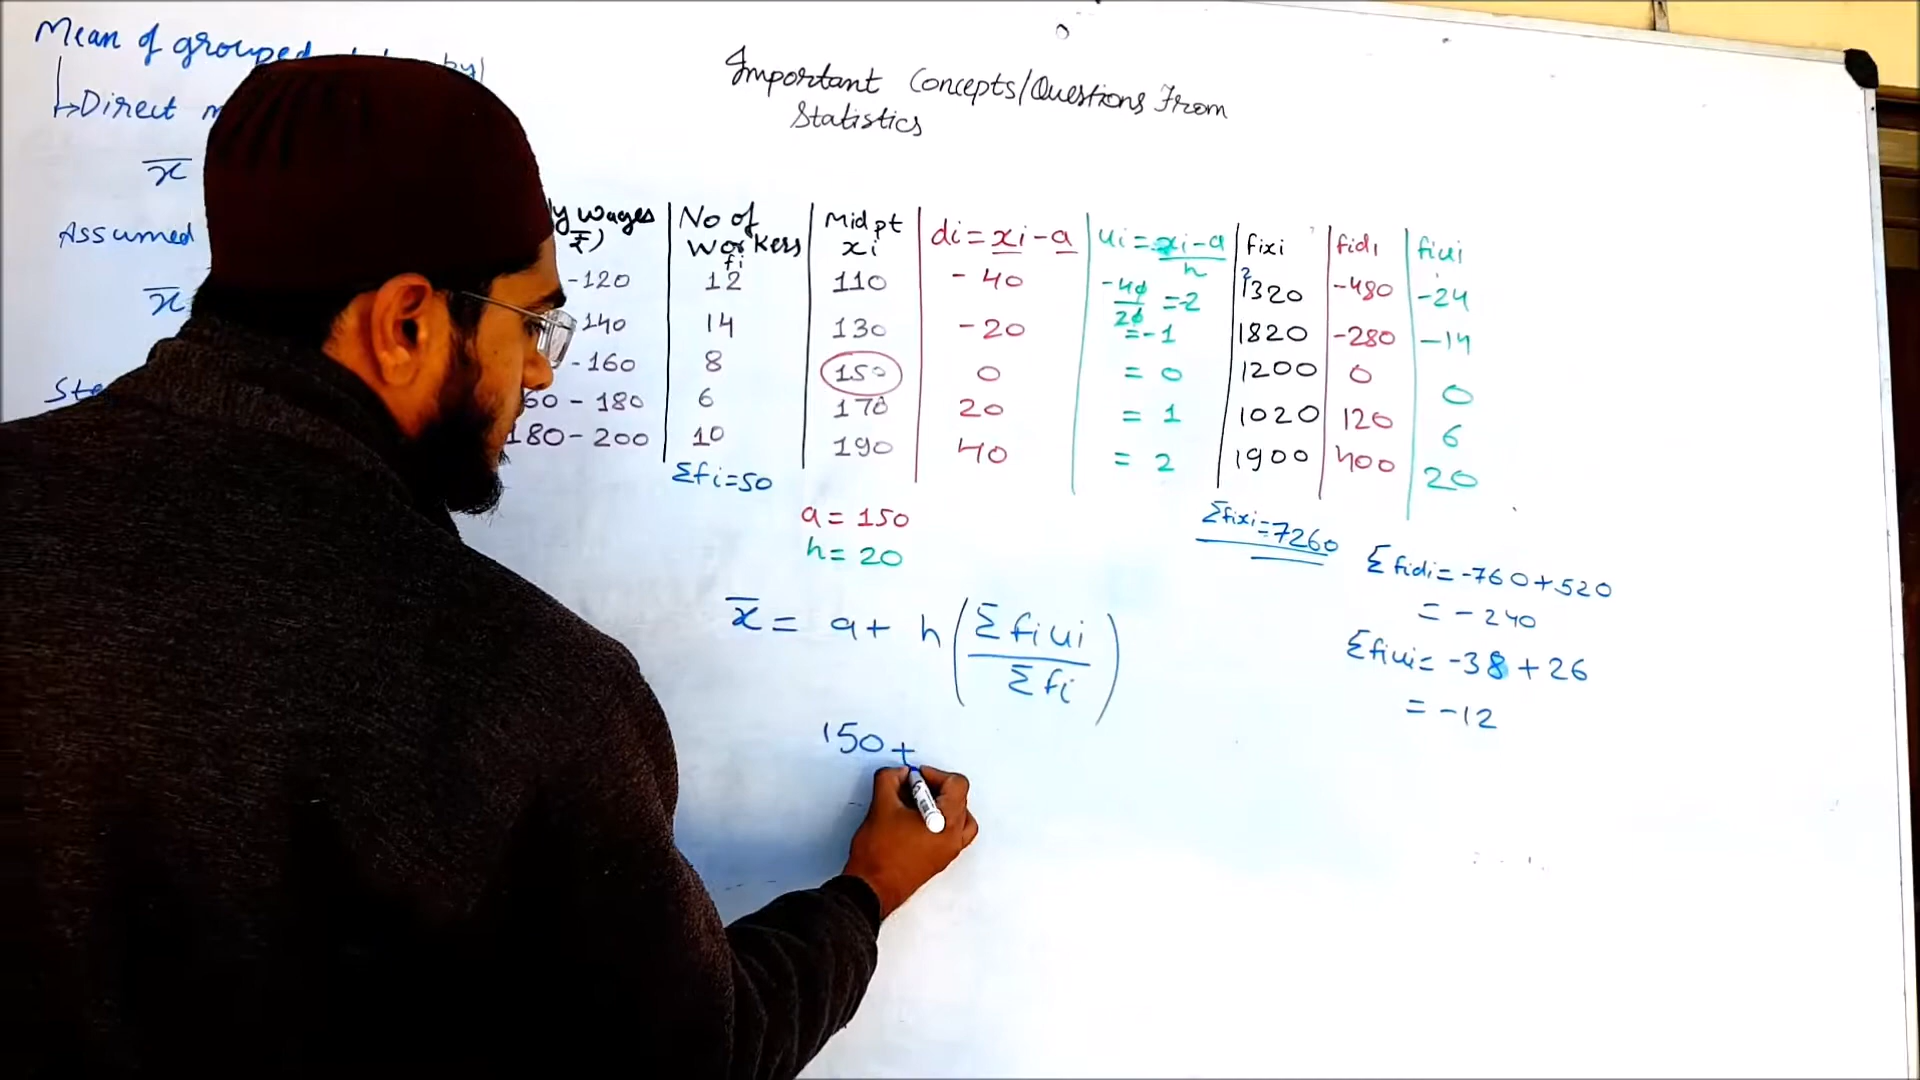 Mean of grouped by
Direct
x̄
Assumed
x̄
Important Concepts/Questions From
Statistics
wages No of Mid pt di = xi-a ui = xi-a fixi fidi fiui
₹) workers xi h
fi
-120 12 110 -40 -40/20 =-2 1320 -480 -24
140 14 130 -20 =-1 1820 -280 -14
-160 8 150 0 = 0 1200 0 0
60 - 180 6 170 20 = 1 1020 120 6
180-200 10 190 40 = 2 1900 400 20
Σfi=50
a = 150
h = 20
Σfixi=7260
Σfidi = -760+520
= -240
Σfiui = -38 + 26
= -12
x̄ = a + h (Σfiui / Σfi)
150 +